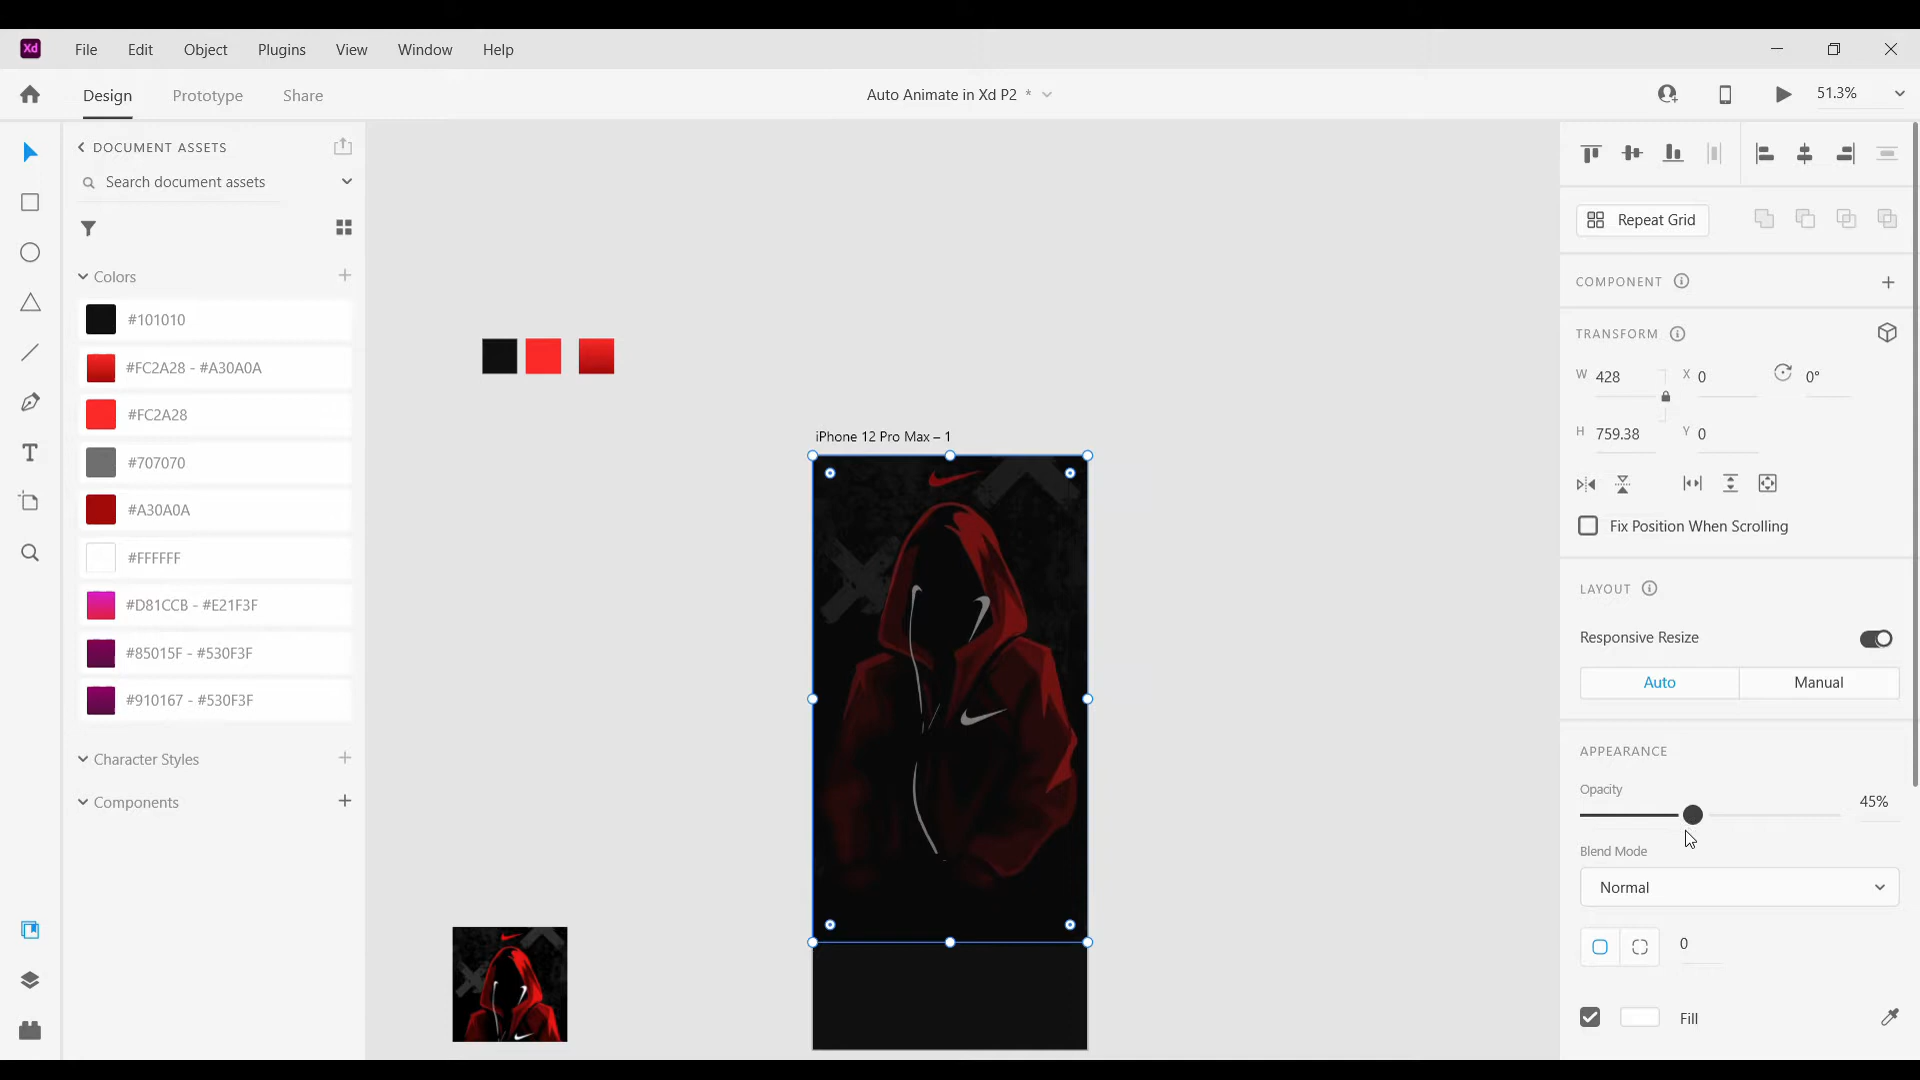 Xd File Edit Object Plugins View Window Help
Design Prototype Share Auto Animate in Xd P2 * 51.3%
DOCUMENT ASSETS
Search document assets
Colors
#101010
#FC2A28 - #A30A0A
#FC2A28
#707070
#A30A0A
#FFFFFF
#D81CCB - #E21F3F
#85015F - #530F3F
#910167 - #530F3F
Character Styles
Components
iPhone 12 Pro Max – 1
Repeat Grid
COMPONENT
TRANSFORM
W 428 X 0 0°
H 759.38 Y 0
Fix Position When Scrolling
LAYOUT
Responsive Resize
Auto Manual
APPEARANCE
Opacity
45%
Blend Mode
Normal
0
Fill